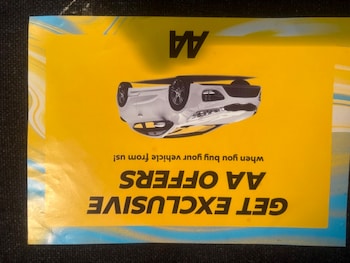 GET EXCLUSIVE
AA OFFERS
when you buy your vehicle from us!
AA